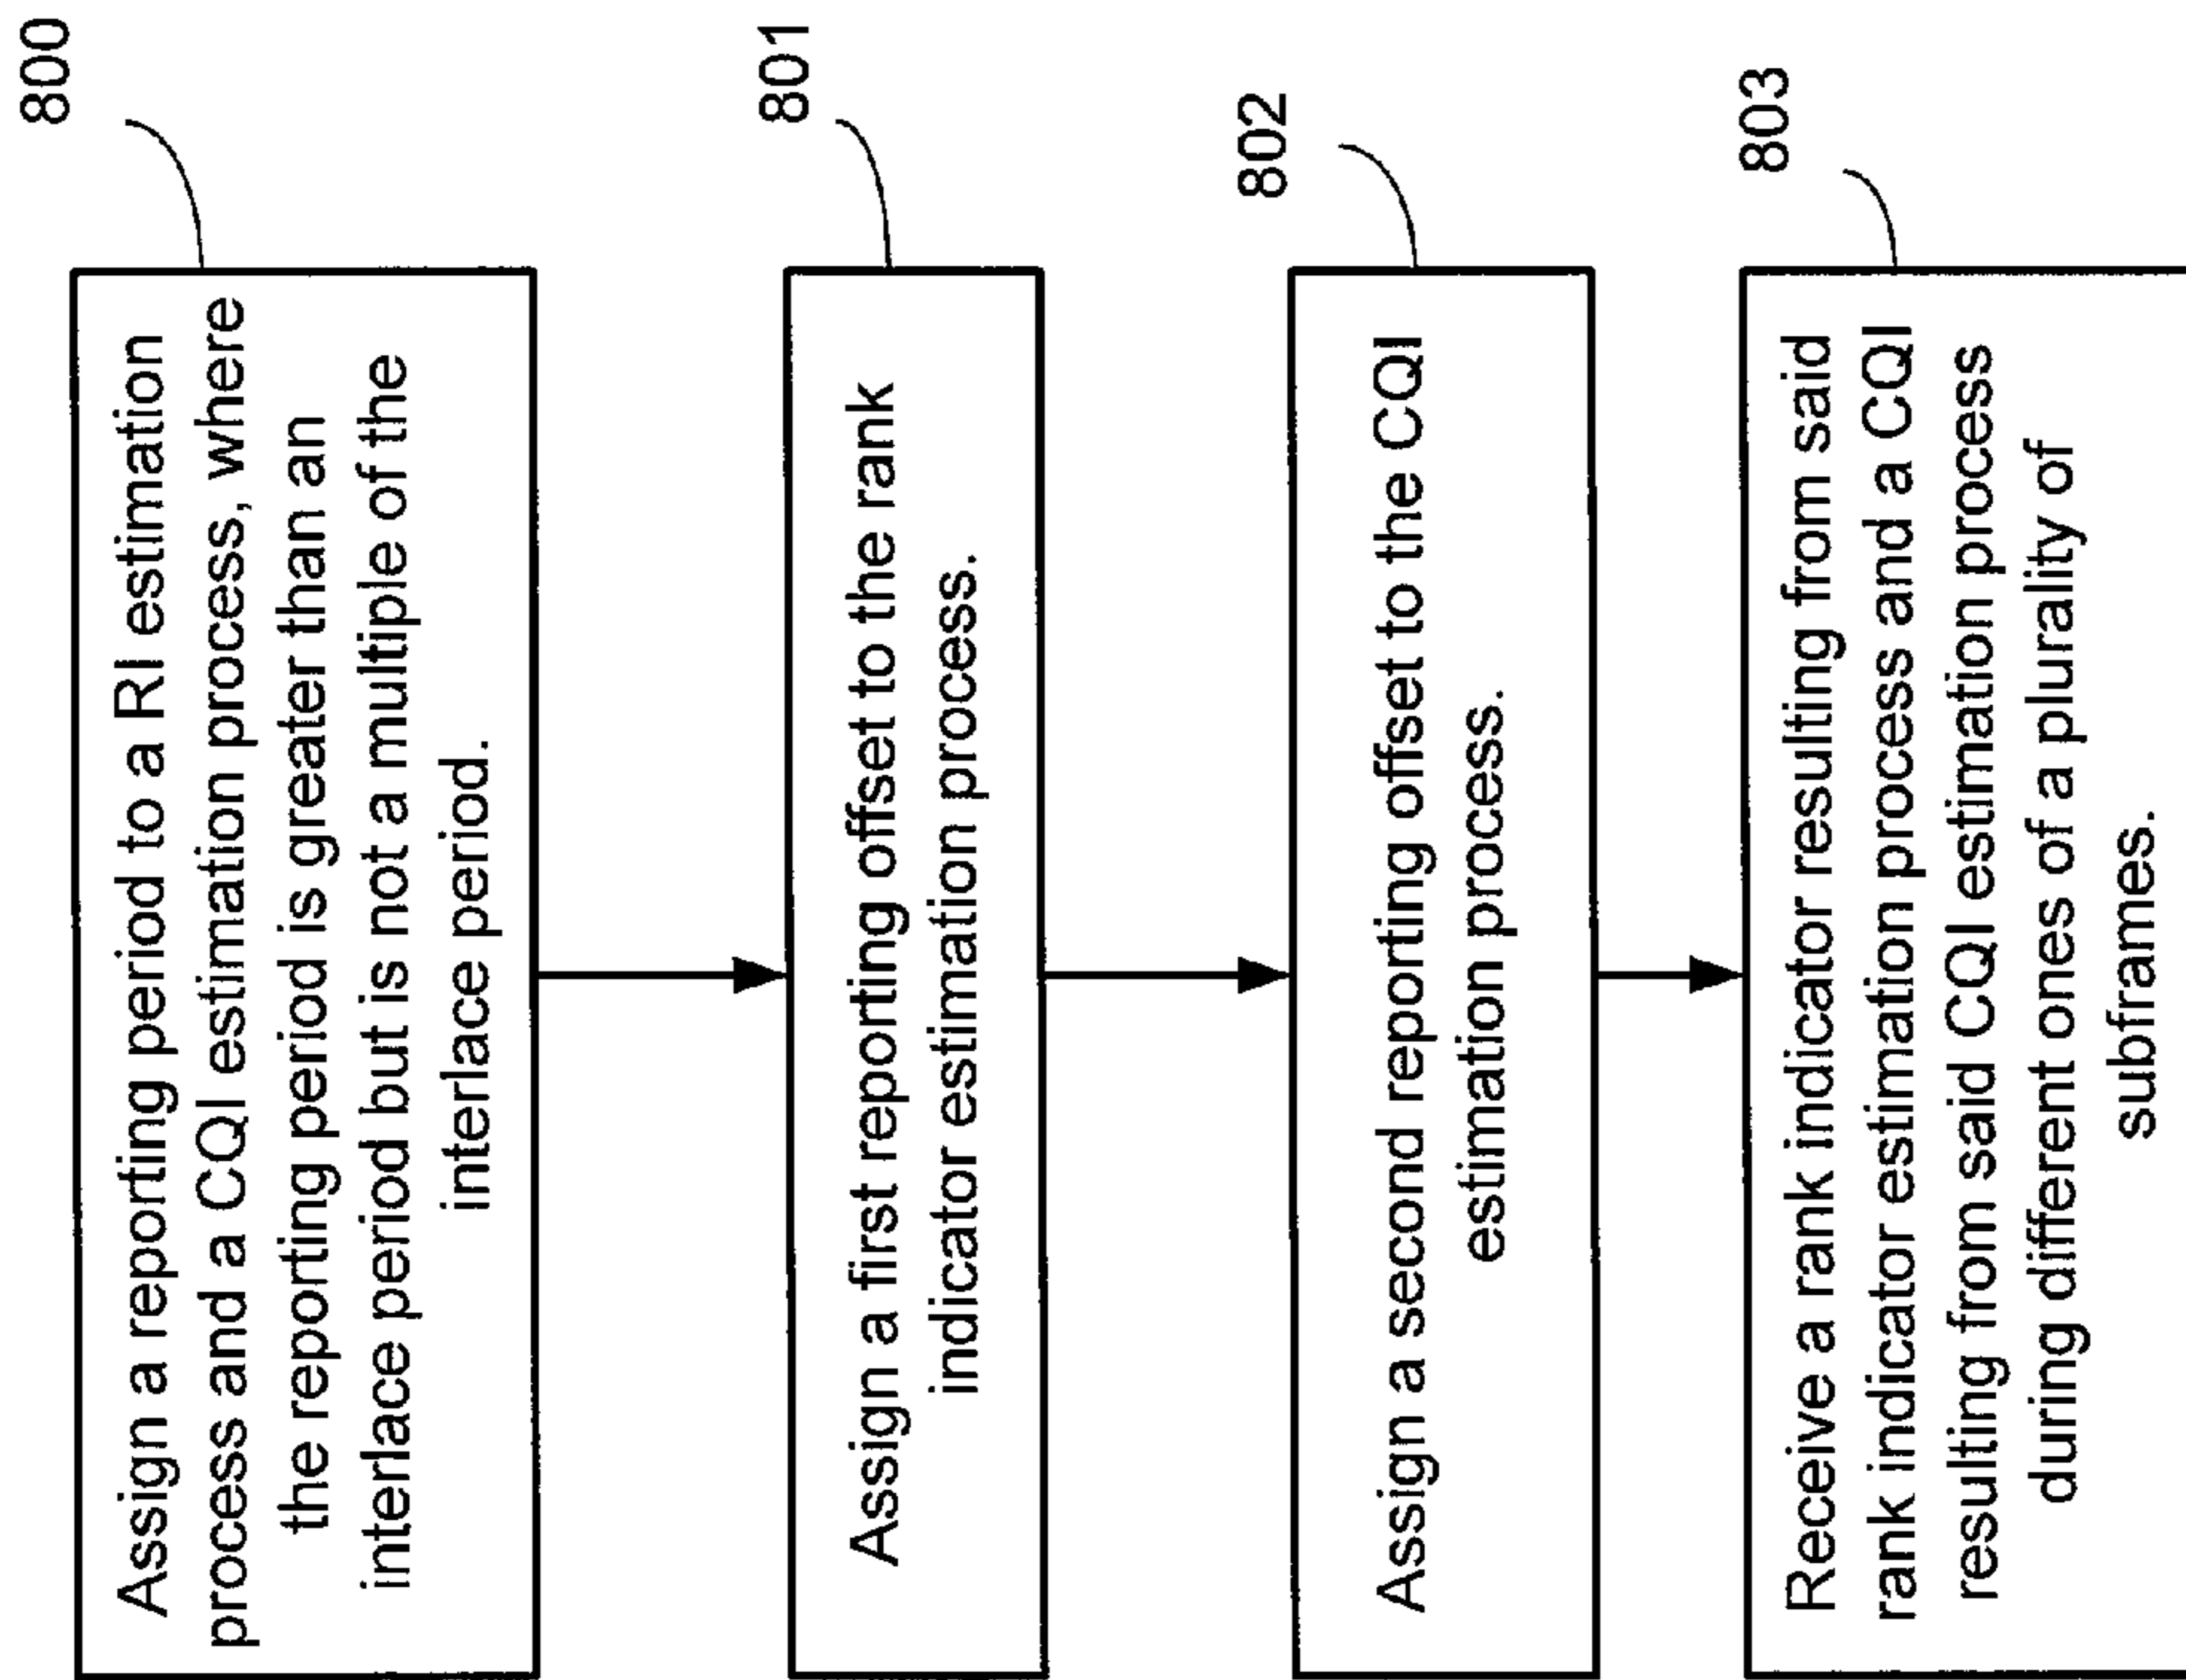 800
Assign a reporting period to a RI estimation
process and a CQI estimation process, where
the reporting period is greater than an
interlace period but is not a multiple of the
interlace period.
801
Assign a first reporting offset to the rank
indicator estimation process.
802
Assign a second reporting offset to the CQI
estimation process.
803
Receive a rank indicator resulting from said
rank indicator estimation process and a CQI
resulting from said CQI estimation process
during different ones of a plurality of
subframes.